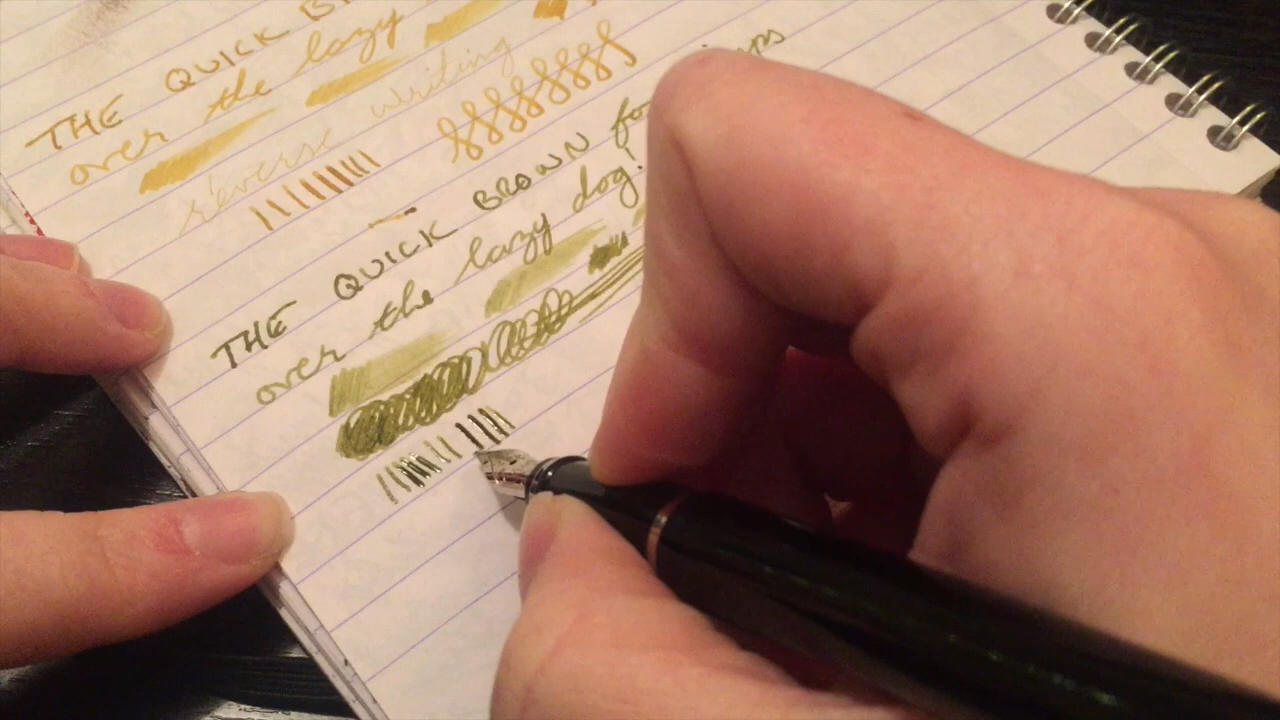 THE QUICK
over the lazy
reverse writing
THE QUICK BROWN fo
over the lazy dog!